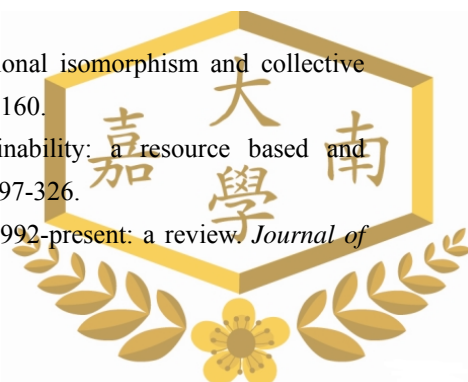 onal isomorphism and collective
160.
inability: a resource based and
97-326.
992-present: a review. Journal of
大
嘉 南
學